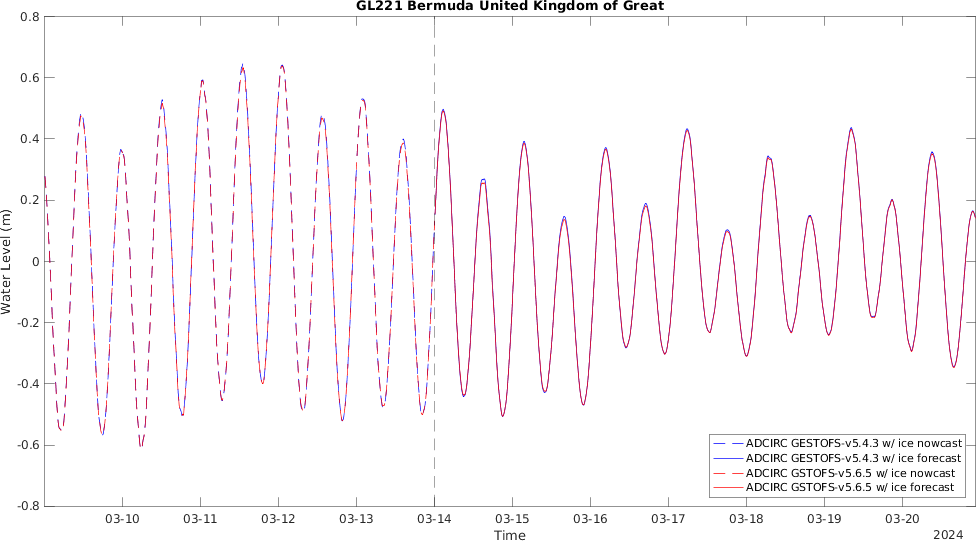 GL221 Bermuda United Kingdom of Great
0.8
0.6
0.4
0.2
0
-0.2
-0.4
-0.6
-0.8
Water Level (m)
ADCIRC GESTOFS-v5.4.3 w/ ice nowcast
ADCIRC GESTOFS-v5.4.3 w/ ice forecast
ADCIRC GSTOFS-v5.6.5 w/ ice nowcast
ADCIRC GSTOFS-v5.6.5 w/ ice forecast
03-10 03-11 03-12 03-13 03-14 03-15 03-16 03-17 03-18 03-19 03-20
Time
2024